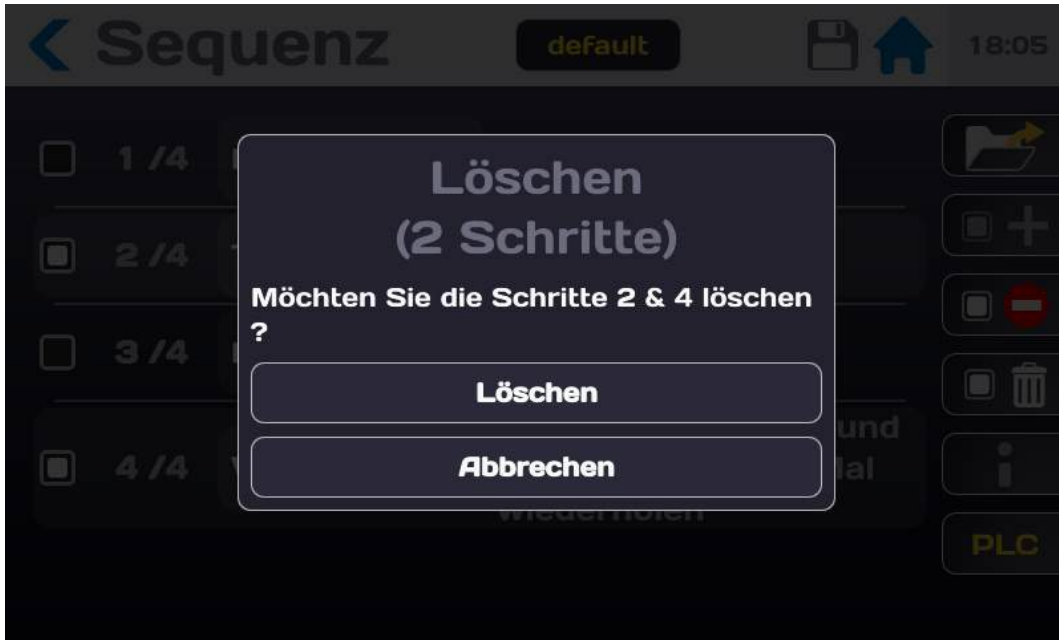 Sequenz
default
18:05
1 /4
Löschen
(2 Schritte)
2 /4
Möchten Sie die Schritte 2 & 4 löschen
?
3 /4
Löschen
und
4 /4
Abbrechen
wiederholen
PLC